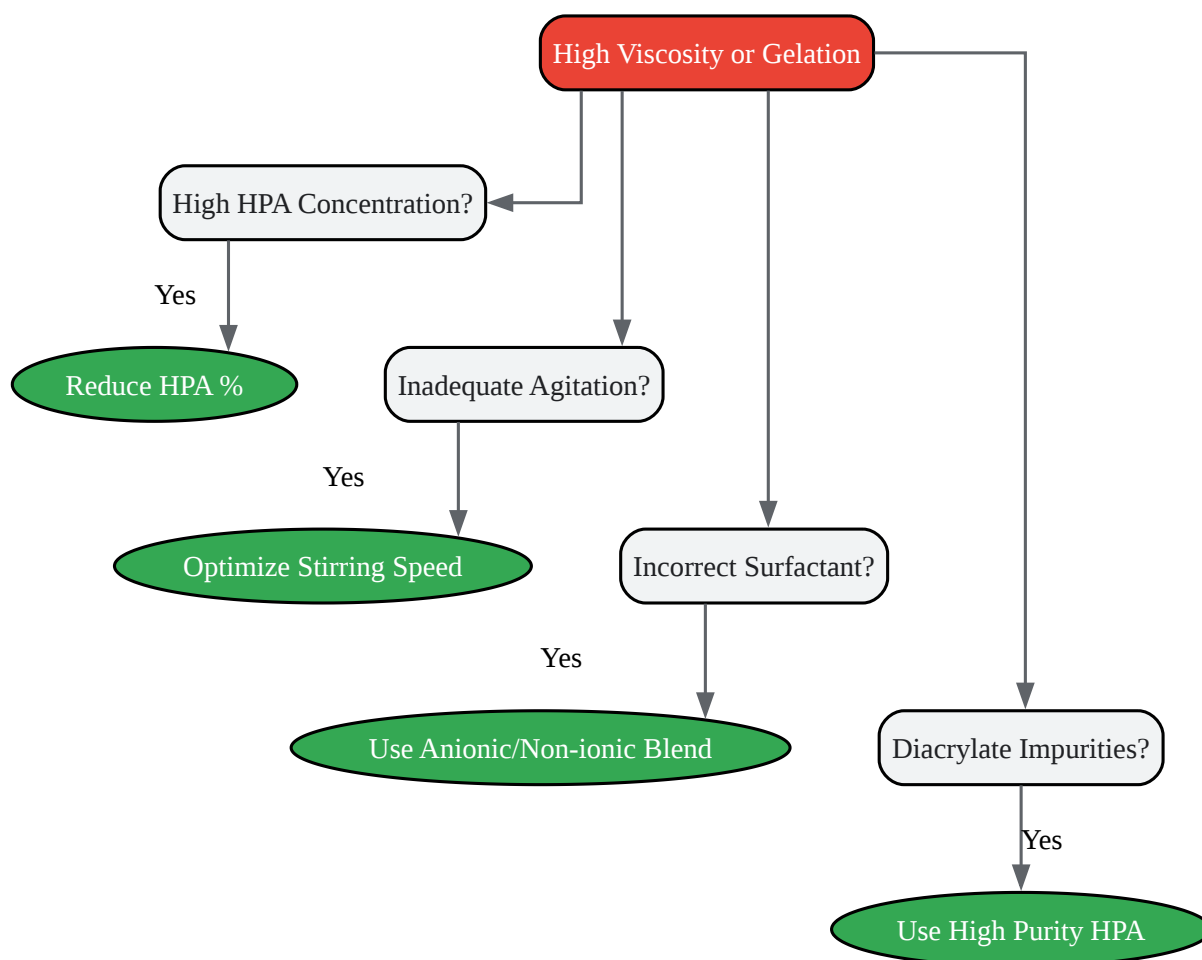 High Viscosity or Gelation
High HPA Concentration?
Yes
Reduce HPA %
Inadequate Agitation?
Yes
Optimize Stirring Speed
Incorrect Surfactant?
Yes
Use Anionic/Non-ionic Blend
Diacrylate Impurities?
Yes
Use High Purity HPA